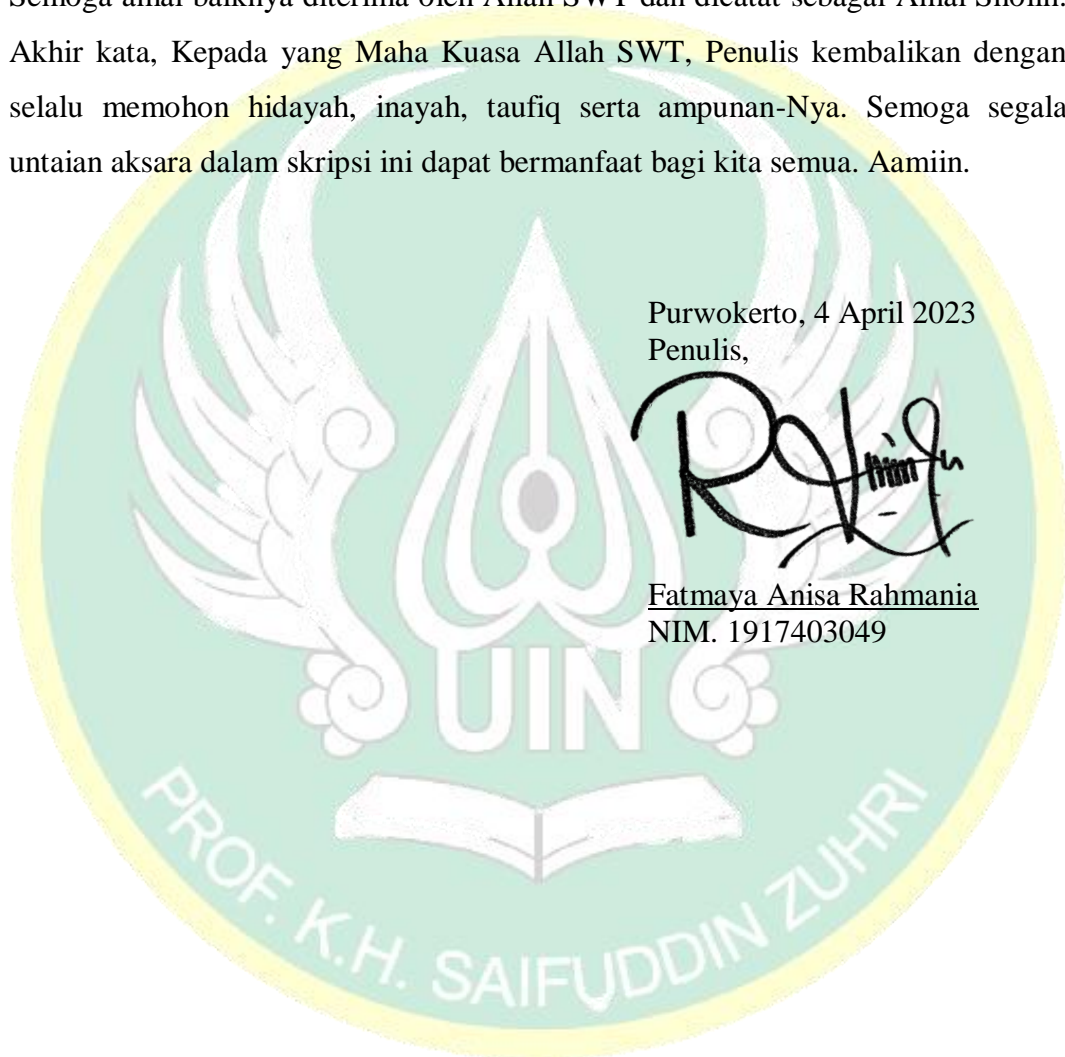 Semoga amal baiknya diterima oleh Allah SWT dan dicatat sebagai Amal Sholih.
Akhir kata, Kepada yang Maha Kuasa Allah SWT, Penulis kembalikan dengan
selalu memohon hidayah, inayah, taufiq serta ampunan-Nya. Semoga segala
untaian aksara dalam skripsi ini dapat bermanfaat bagi kita semua. Aamiin.
Purwokerto, 4 April 2023
Penulis,
Fatmaya Anisa Rahmania
NIM. 1917403049
UIN
PROF. K.H. SAIFUDDIN ZUHRI